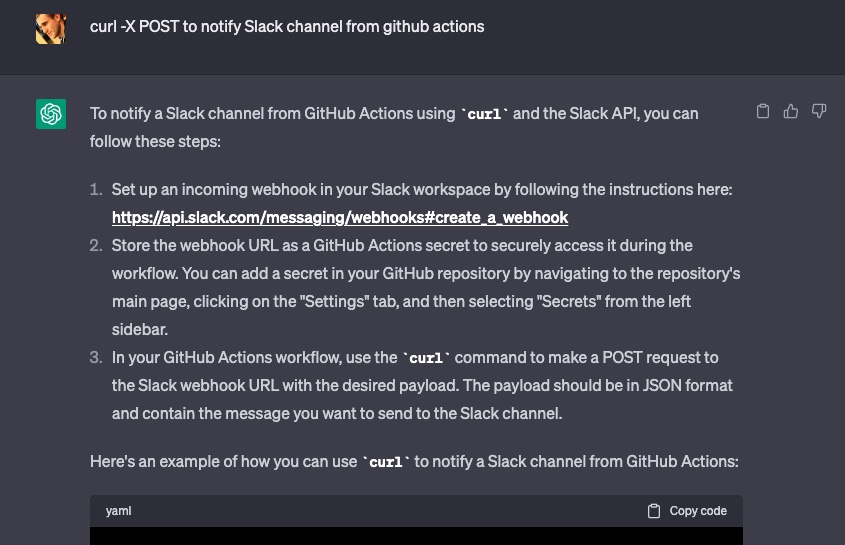 curl -X POST to notify Slack channel from github actions
To notify a Slack channel from GitHub Actions using `curl` and the Slack API, you can
follow these steps:
1. Set up an incoming webhook in your Slack workspace by following the instructions here:
https://api.slack.com/messaging/webhooks#create_a_webhook
2. Store the webhook URL as a GitHub Actions secret to securely access it during the
workflow. You can add a secret in your GitHub repository by navigating to the repository's
main page, clicking on the "Settings" tab, and then selecting "Secrets" from the left
sidebar.
3. In your GitHub Actions workflow, use the `curl` command to make a POST request to
the Slack webhook URL with the desired payload. The payload should be in JSON format
and contain the message you want to send to the Slack channel.
Here's an example of how you can use `curl` to notify a Slack channel from GitHub Actions:
yaml Copy code